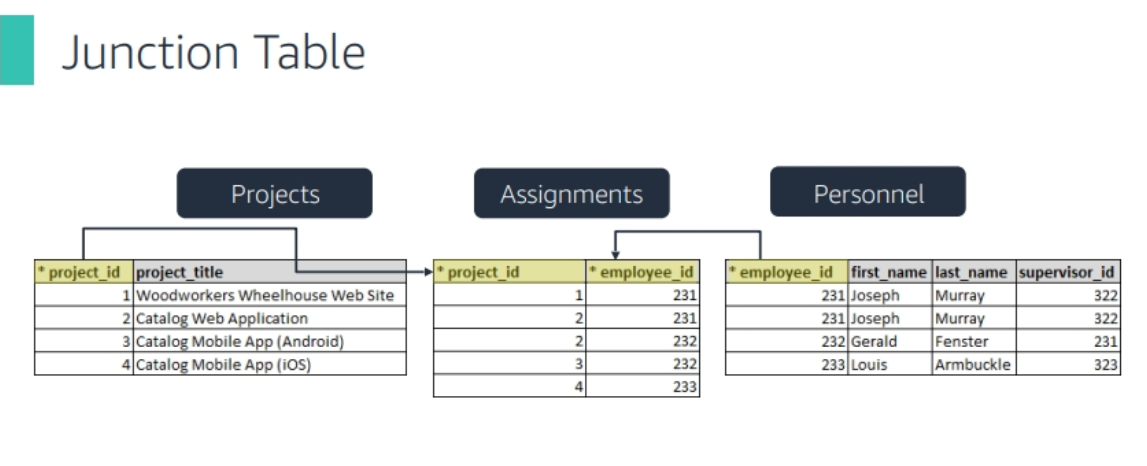 Junction Table
Projects
Assignments
Personnel
* project_id project_title
1 Woodworkers Wheelhouse Web Site
2 Catalog Web Application
3 Catalog Mobile App (Android)
4 Catalog Mobile App (iOS)
* project_id * employee_id
1 231
2 231
2 232
3 232
4 233
* employee_id first_name last_name supervisor_id
231 Joseph Murray 322
231 Joseph Murray 322
232 Gerald Fenster 231
233 Louis Armbuckle 323